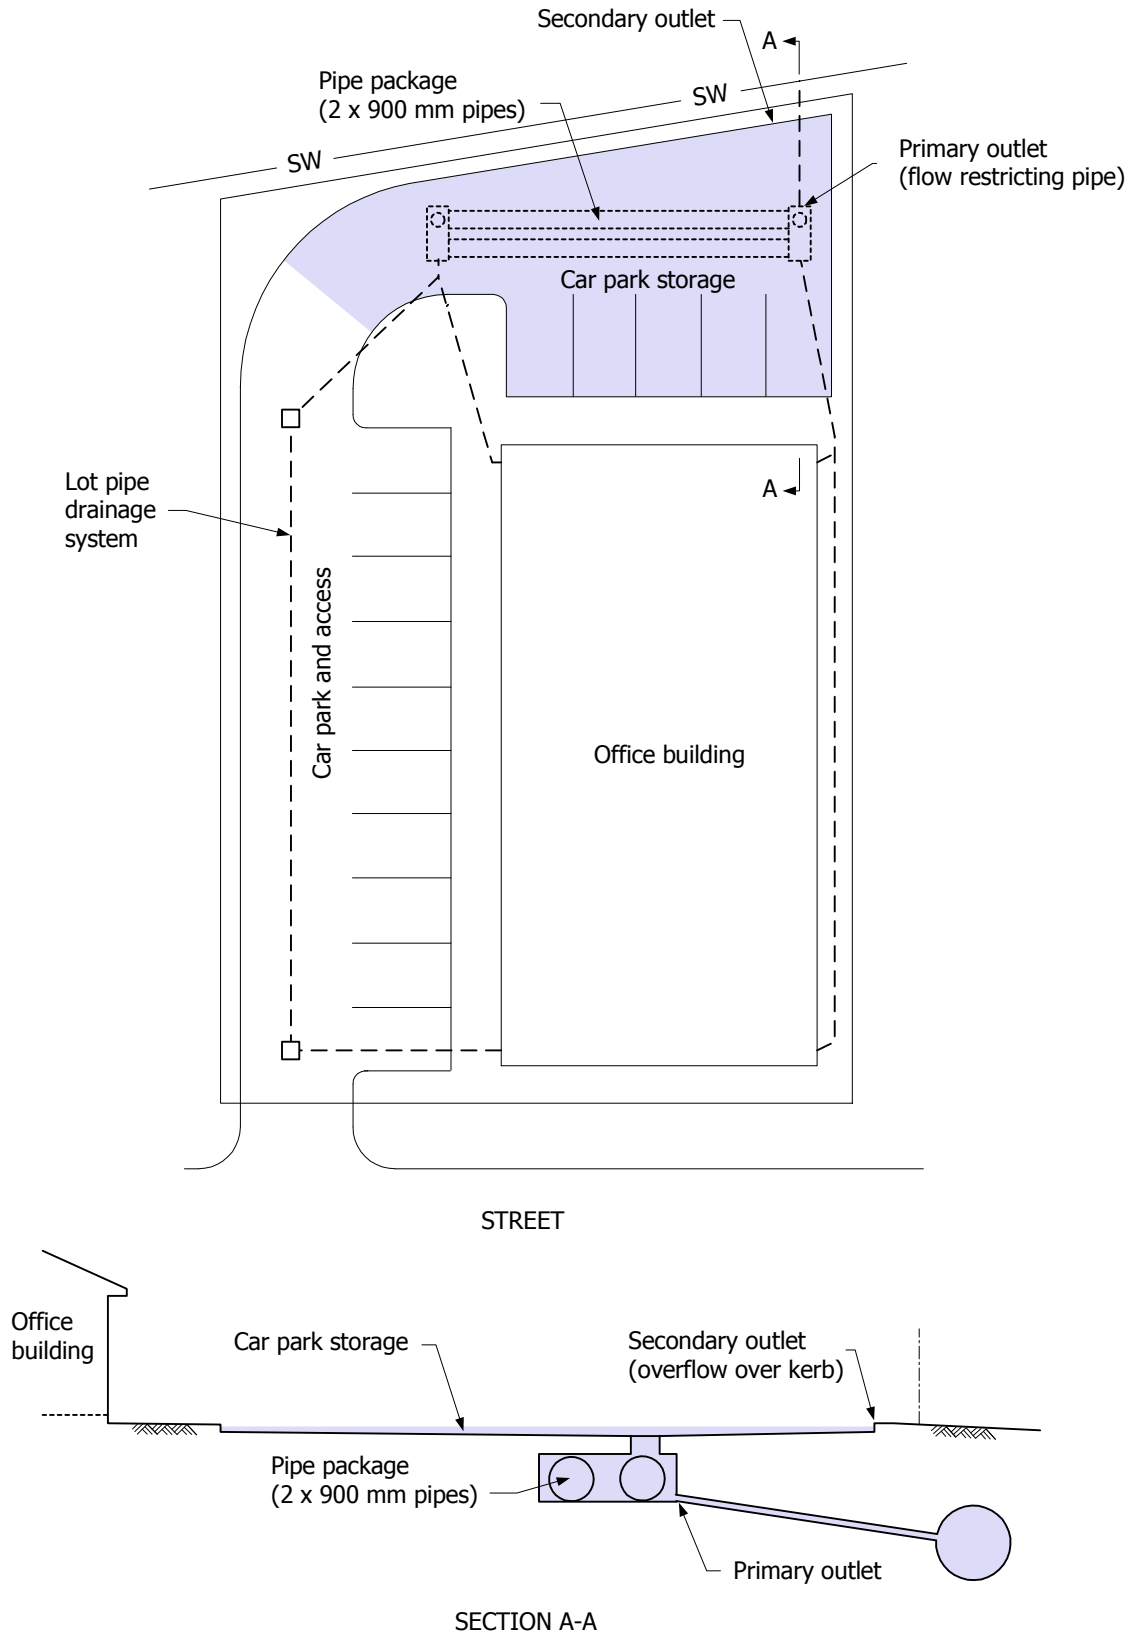 Secondary outlet
A
Pipe package
(2 x 900 mm pipes)
SW
SW
Primary outlet
(flow restricting pipe)
Car park storage
Lot pipe
drainage
system
A
Car park and access
Office building
STREET
Office
building
Car park storage
Secondary outlet
(overflow over kerb)
Pipe package
(2 x 900 mm pipes)
Primary outlet
SECTION A-A